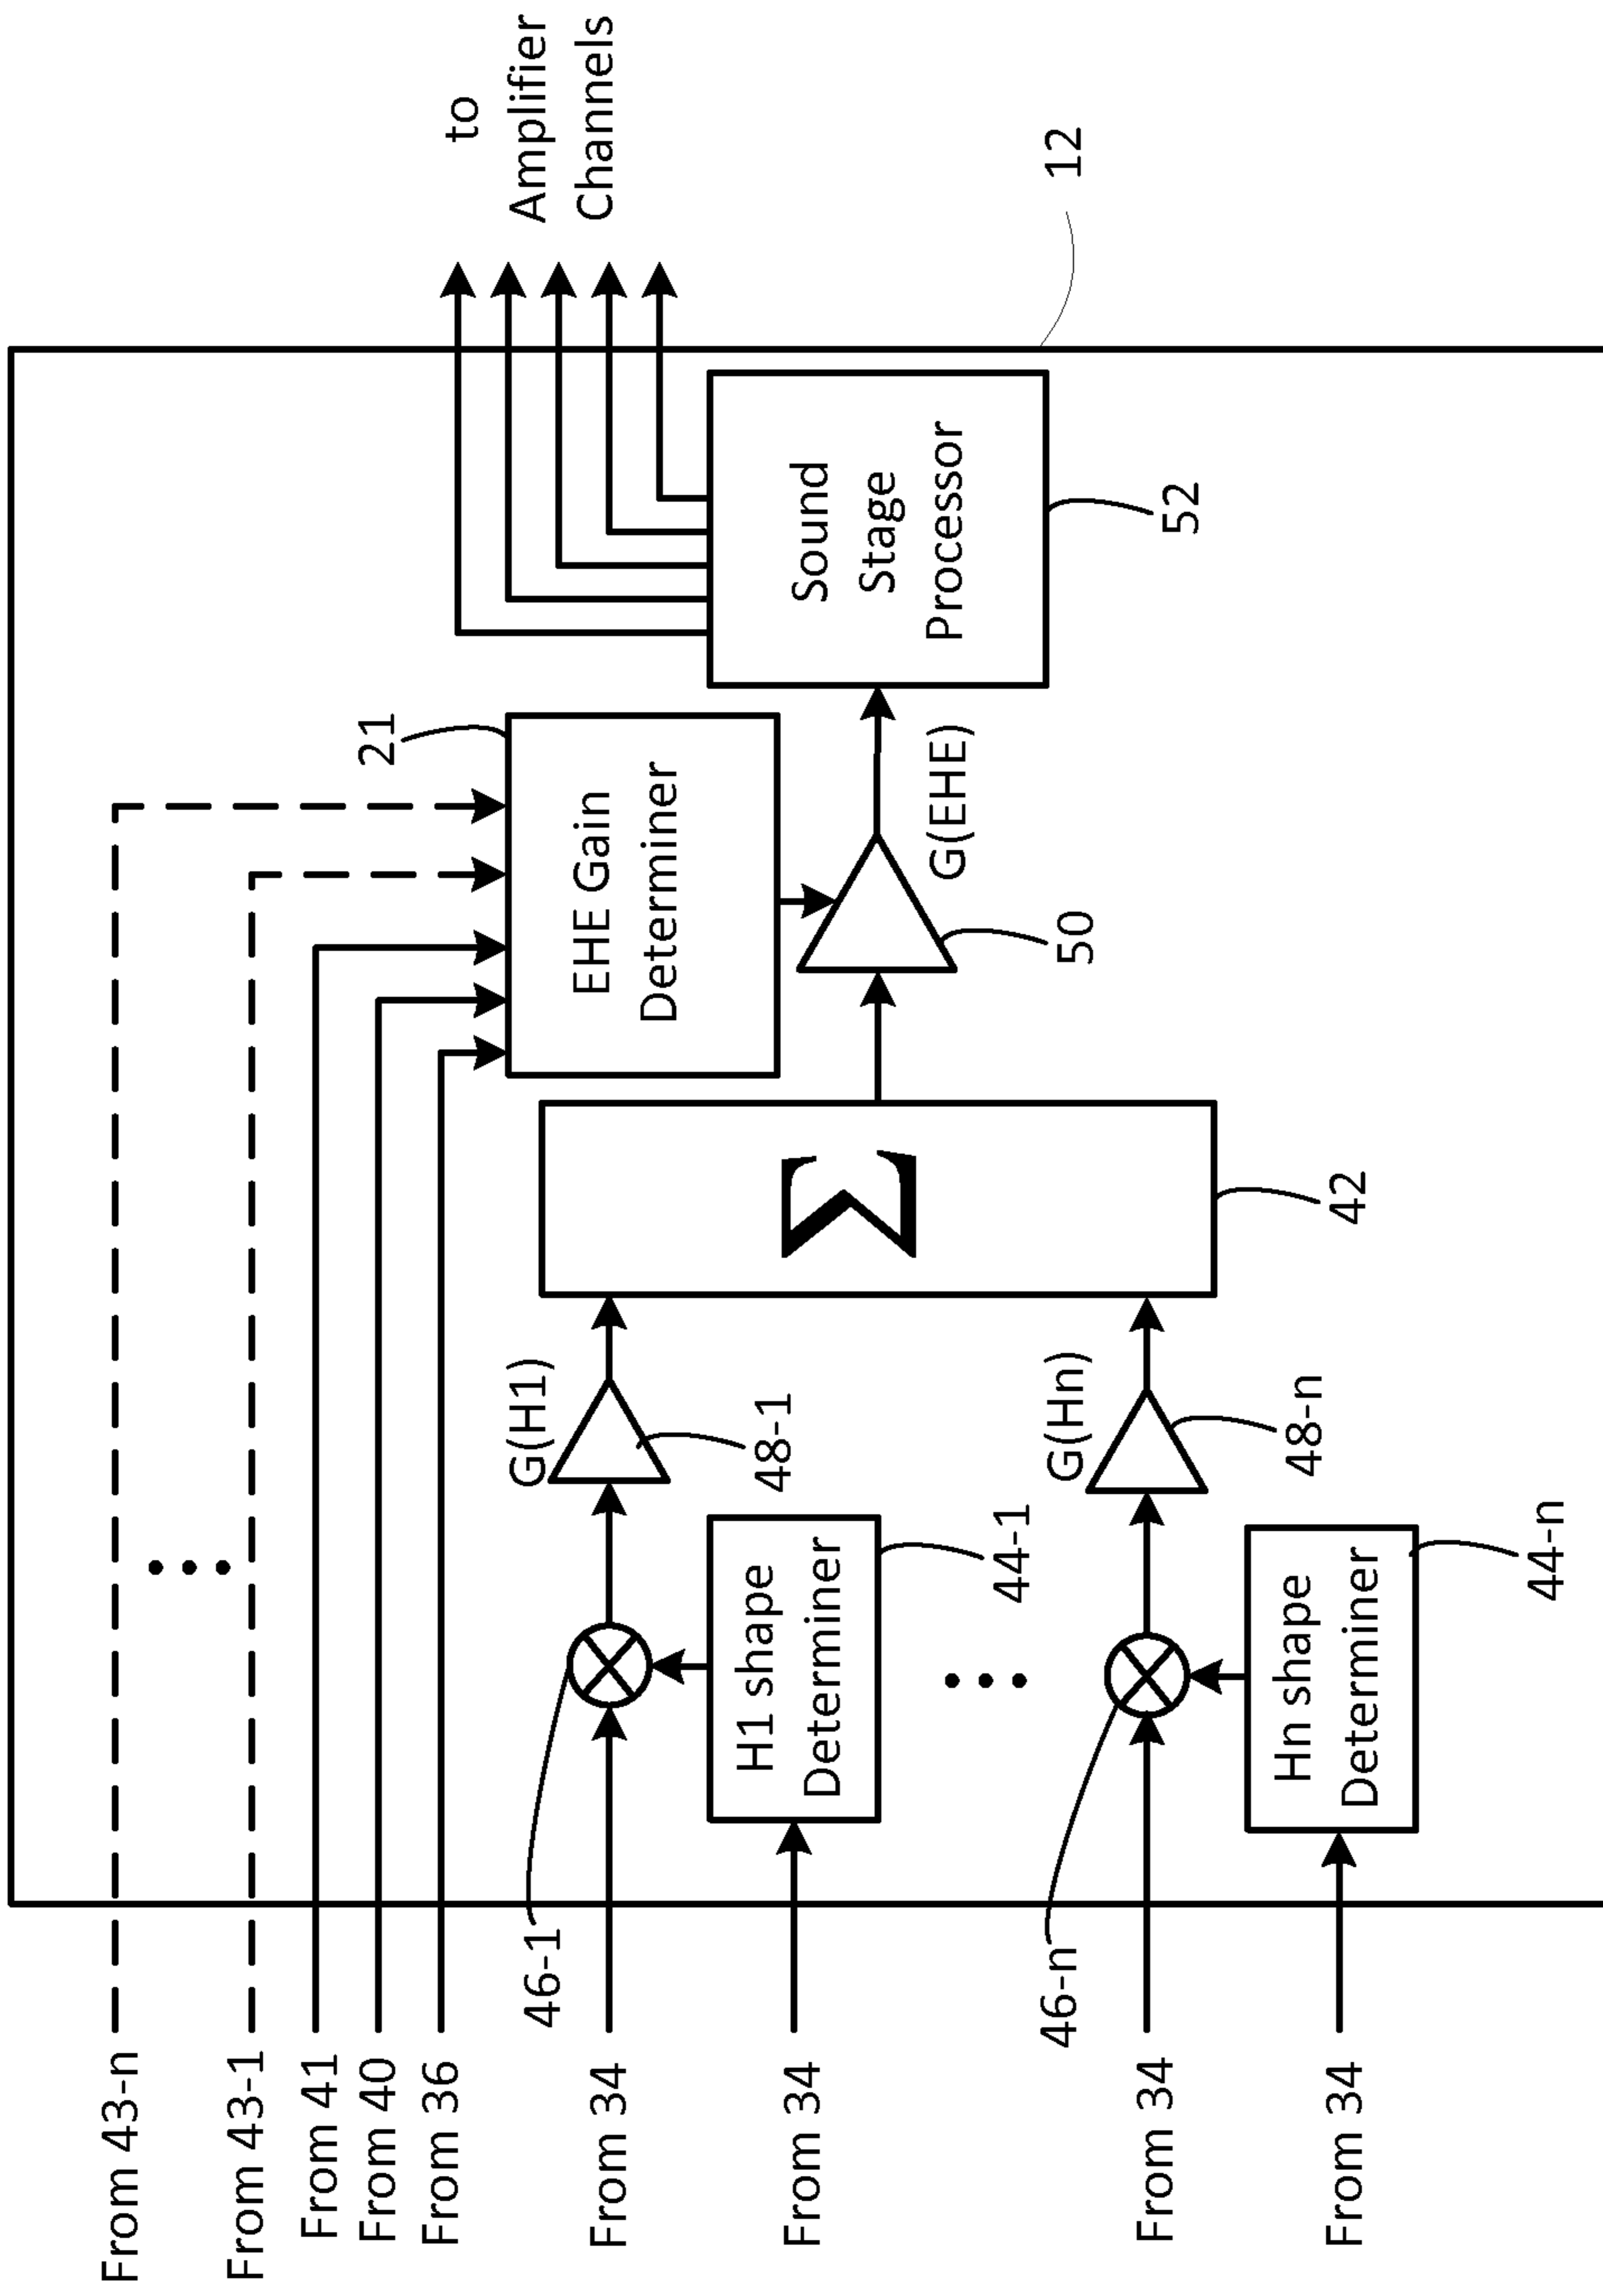 From 43-n
From 43-1
From 41
From 40
From 36
From 34
From 34
From 34
From 34
46-1
46-n
H1 shape
Determiner
44-1
Hn shape
Determiner
44-n
G(H1)
48-1
G(Hn)
48-n
Σ
42
EHE Gain
Determiner
21
50
G(EHE)
Sound
Stage
Processor
52
to
Amplifier
Channels
12